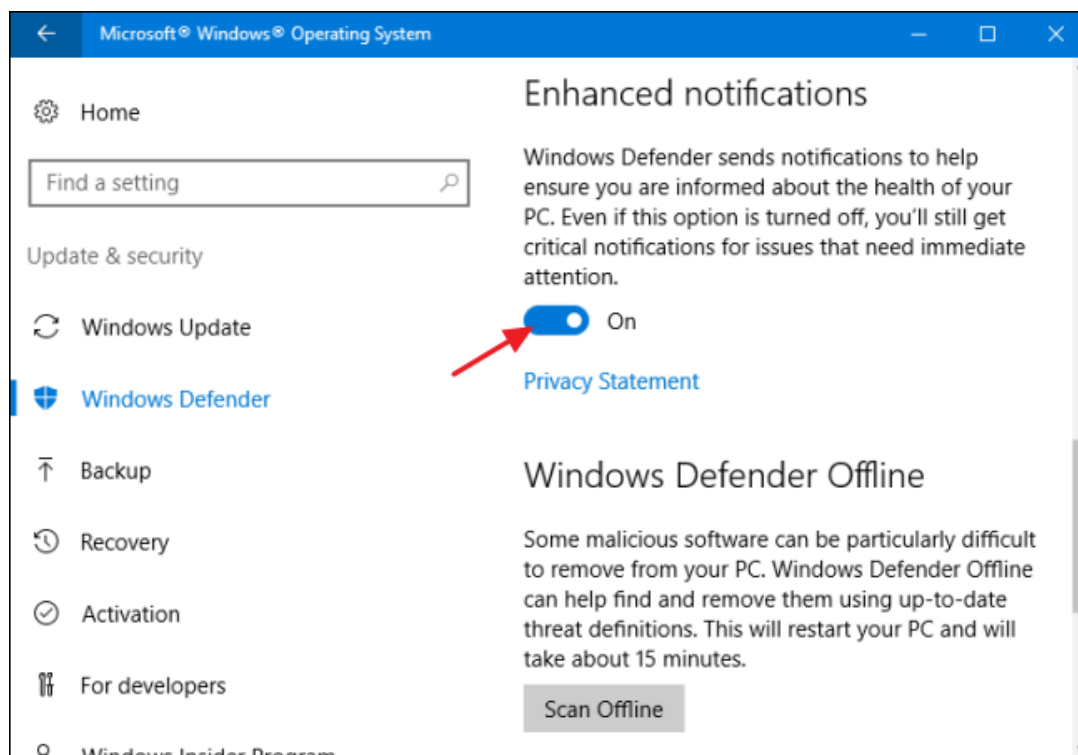 Microsoft® Windows® Operating System
Home
Find a setting
Update & security
Windows Update
Windows Defender
Backup
Recovery
Activation
For developers
Windows Insider Program
Enhanced notifications
Windows Defender sends notifications to help
ensure you are informed about the health of your
PC. Even if this option is turned off, you'll still get
critical notifications for issues that need immediate
attention.
On
Privacy Statement
Windows Defender Offline
Some malicious software can be particularly difficult
to remove from your PC. Windows Defender Offline
can help find and remove them using up-to-date
threat definitions. This will restart your PC and will
take about 15 minutes.
Scan Offline